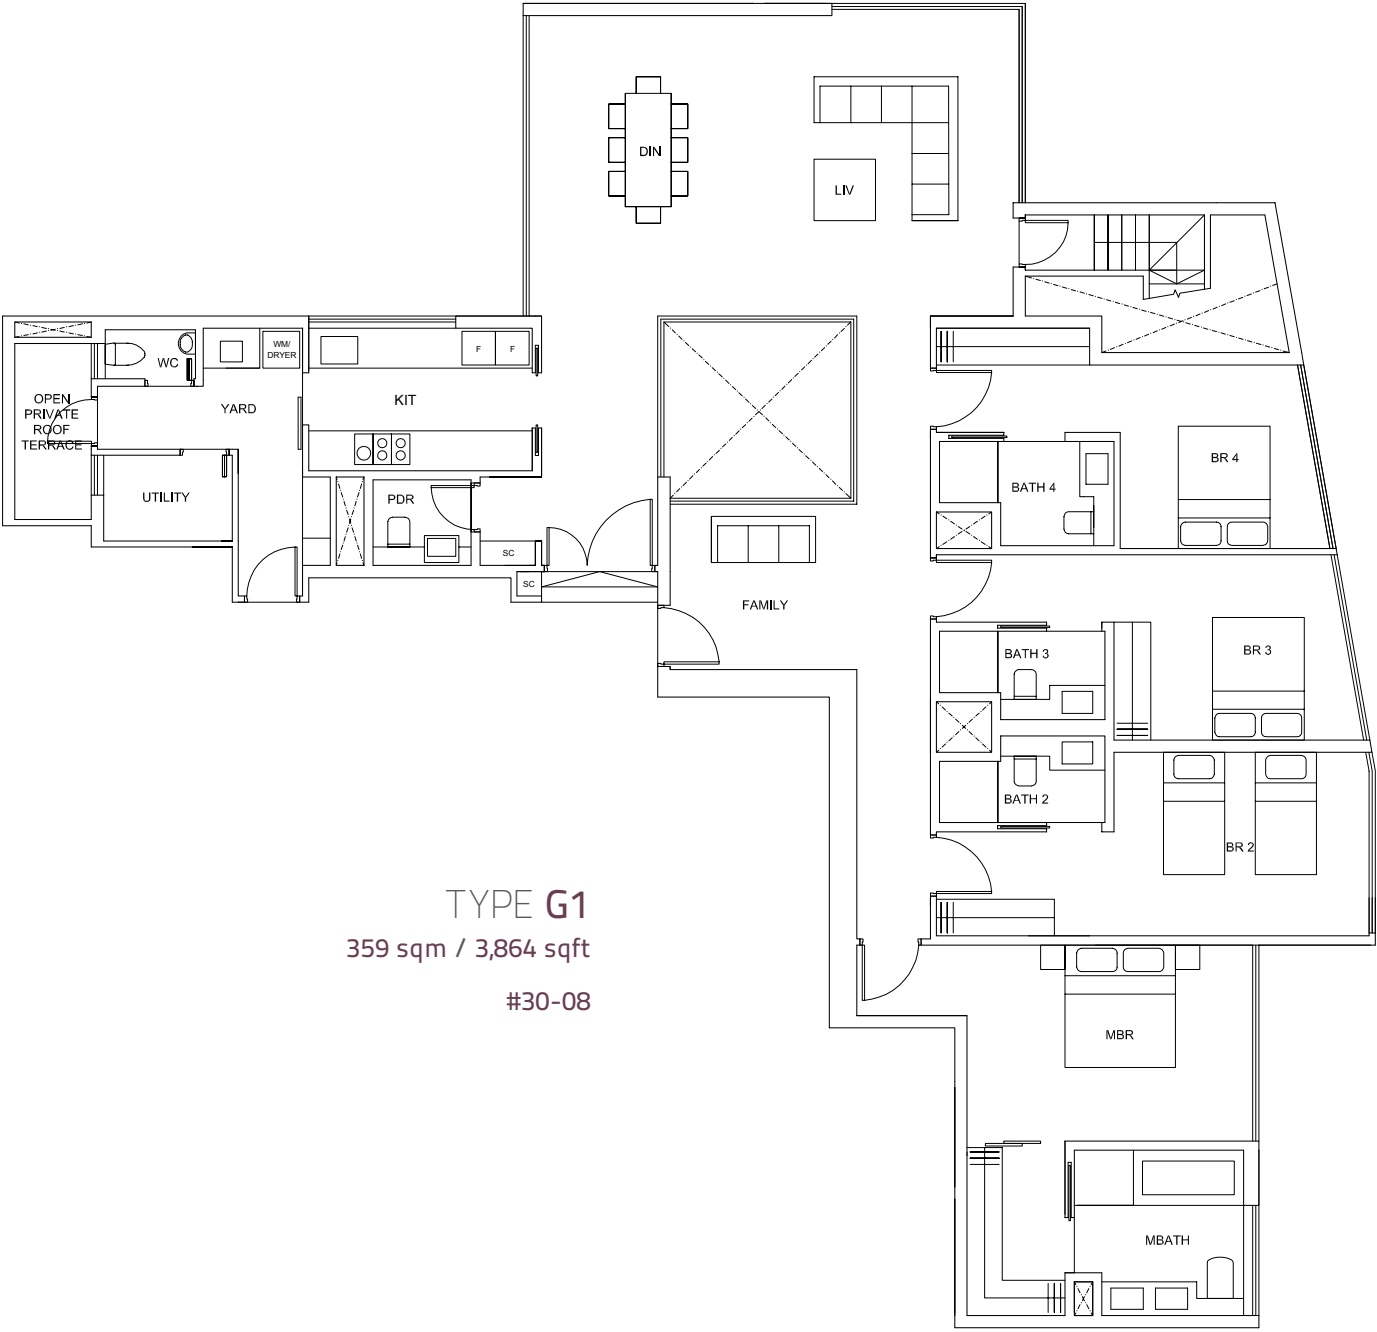 DIN
LIV
WM/
DRYER
F
F
WC
OPEN
PRIVATE
ROOF
TERRACE
YARD
KIT
BR 4
BATH 4
UTILITY
PDR
SC
SC
FAMILY
BATH 3
BR 3
BATH 2
BR 2
TYPE G1
359 sqm / 3,864 sqft
#30-08
MBR
MBATH